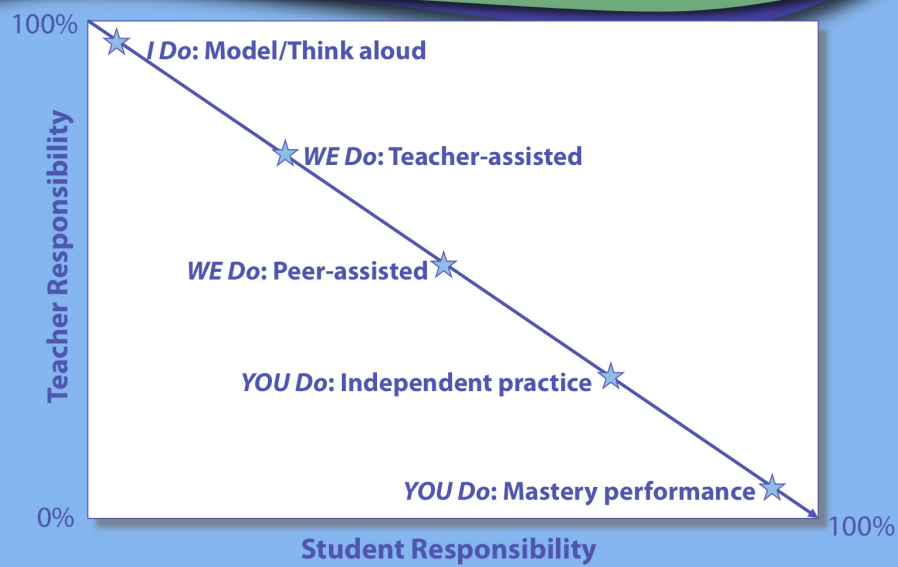 100%
I Do: Model/Think aloud
WE Do: Teacher-assisted
Teacher Responsibility
WE Do: Peer-assisted
YOU Do: Independent practice
YOU Do: Mastery performance
0%
100%
Student Responsibility